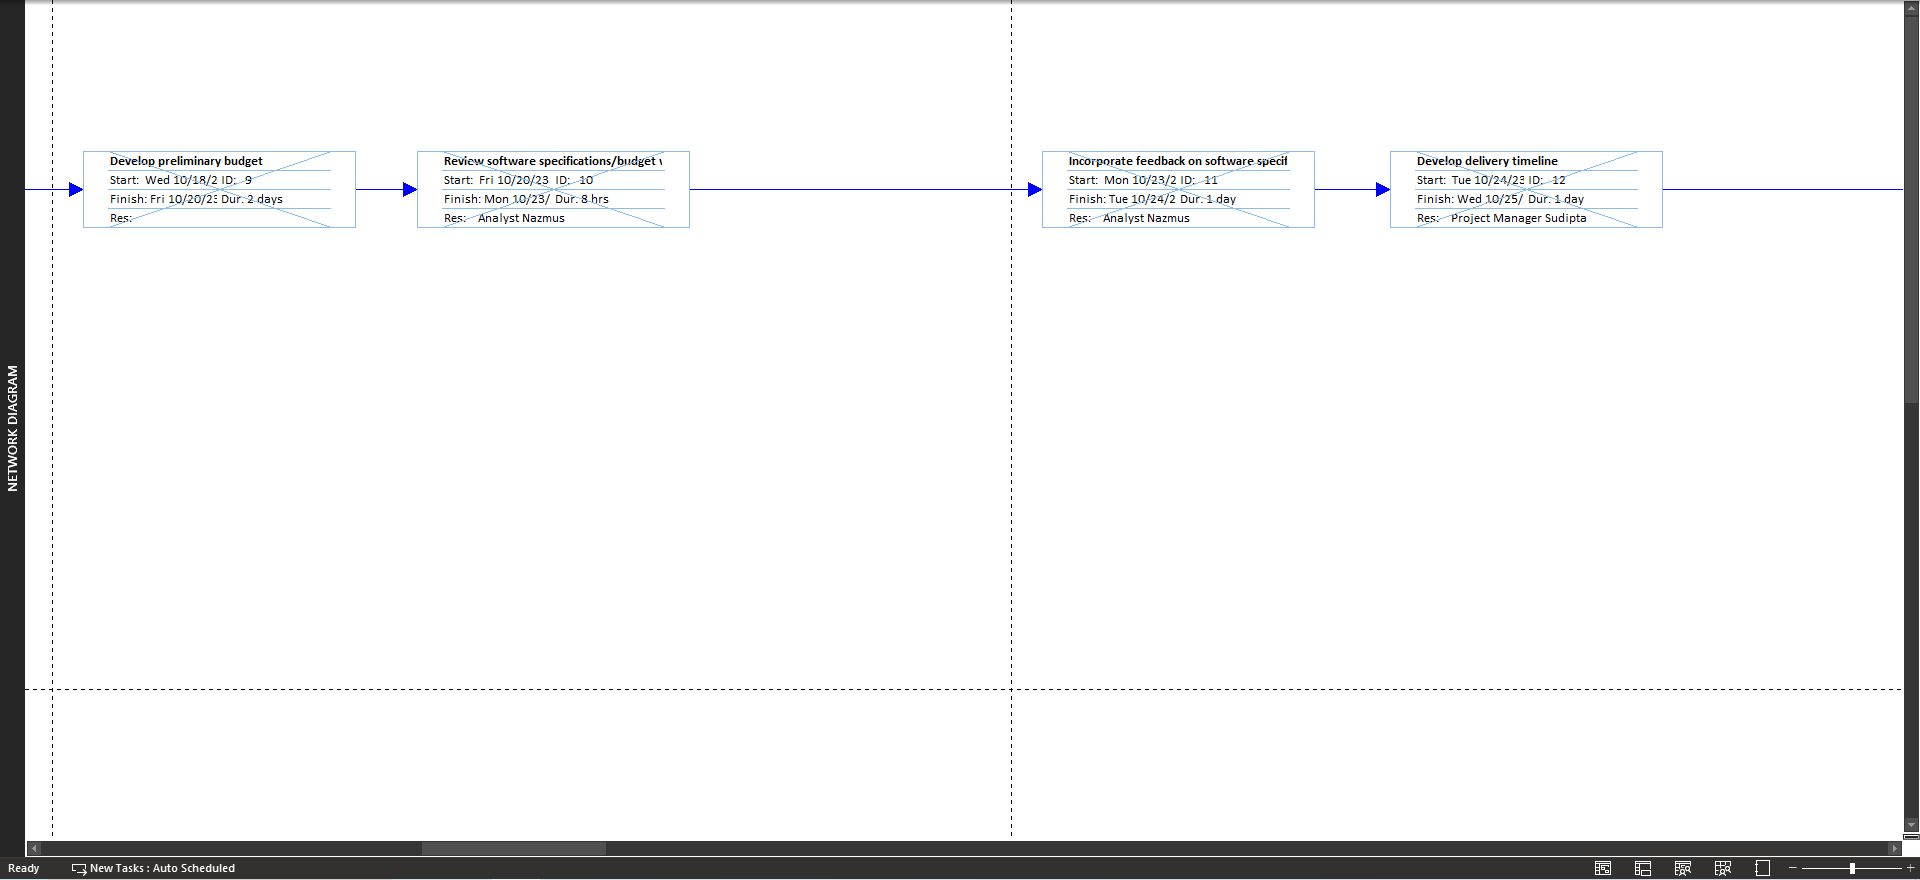 NETWORK DIAGRAM
Develop preliminary budget
Start: Wed 10/18/2 ID: 9
Finish: Fri 10/20/23 Dur: 2 days
Res:
Review software specifications/budget
Start: Fri 10/20/23 ID: 10
Finish: Mon 10/23/ Dur: 8 hrs
Res: Analyst Nazmus
Incorporate feedback on software specif
Start: Mon 10/23/2 ID: 11
Finish: Tue 10/24/2 Dur: 1 day
Res: Analyst Nazmus
Develop delivery timeline
Start: Tue 10/24/23 ID: 12
Finish: Wed 10/25/ Dur: 1 day
Res: Project Manager Sudipta
Ready
New Tasks : Auto Scheduled